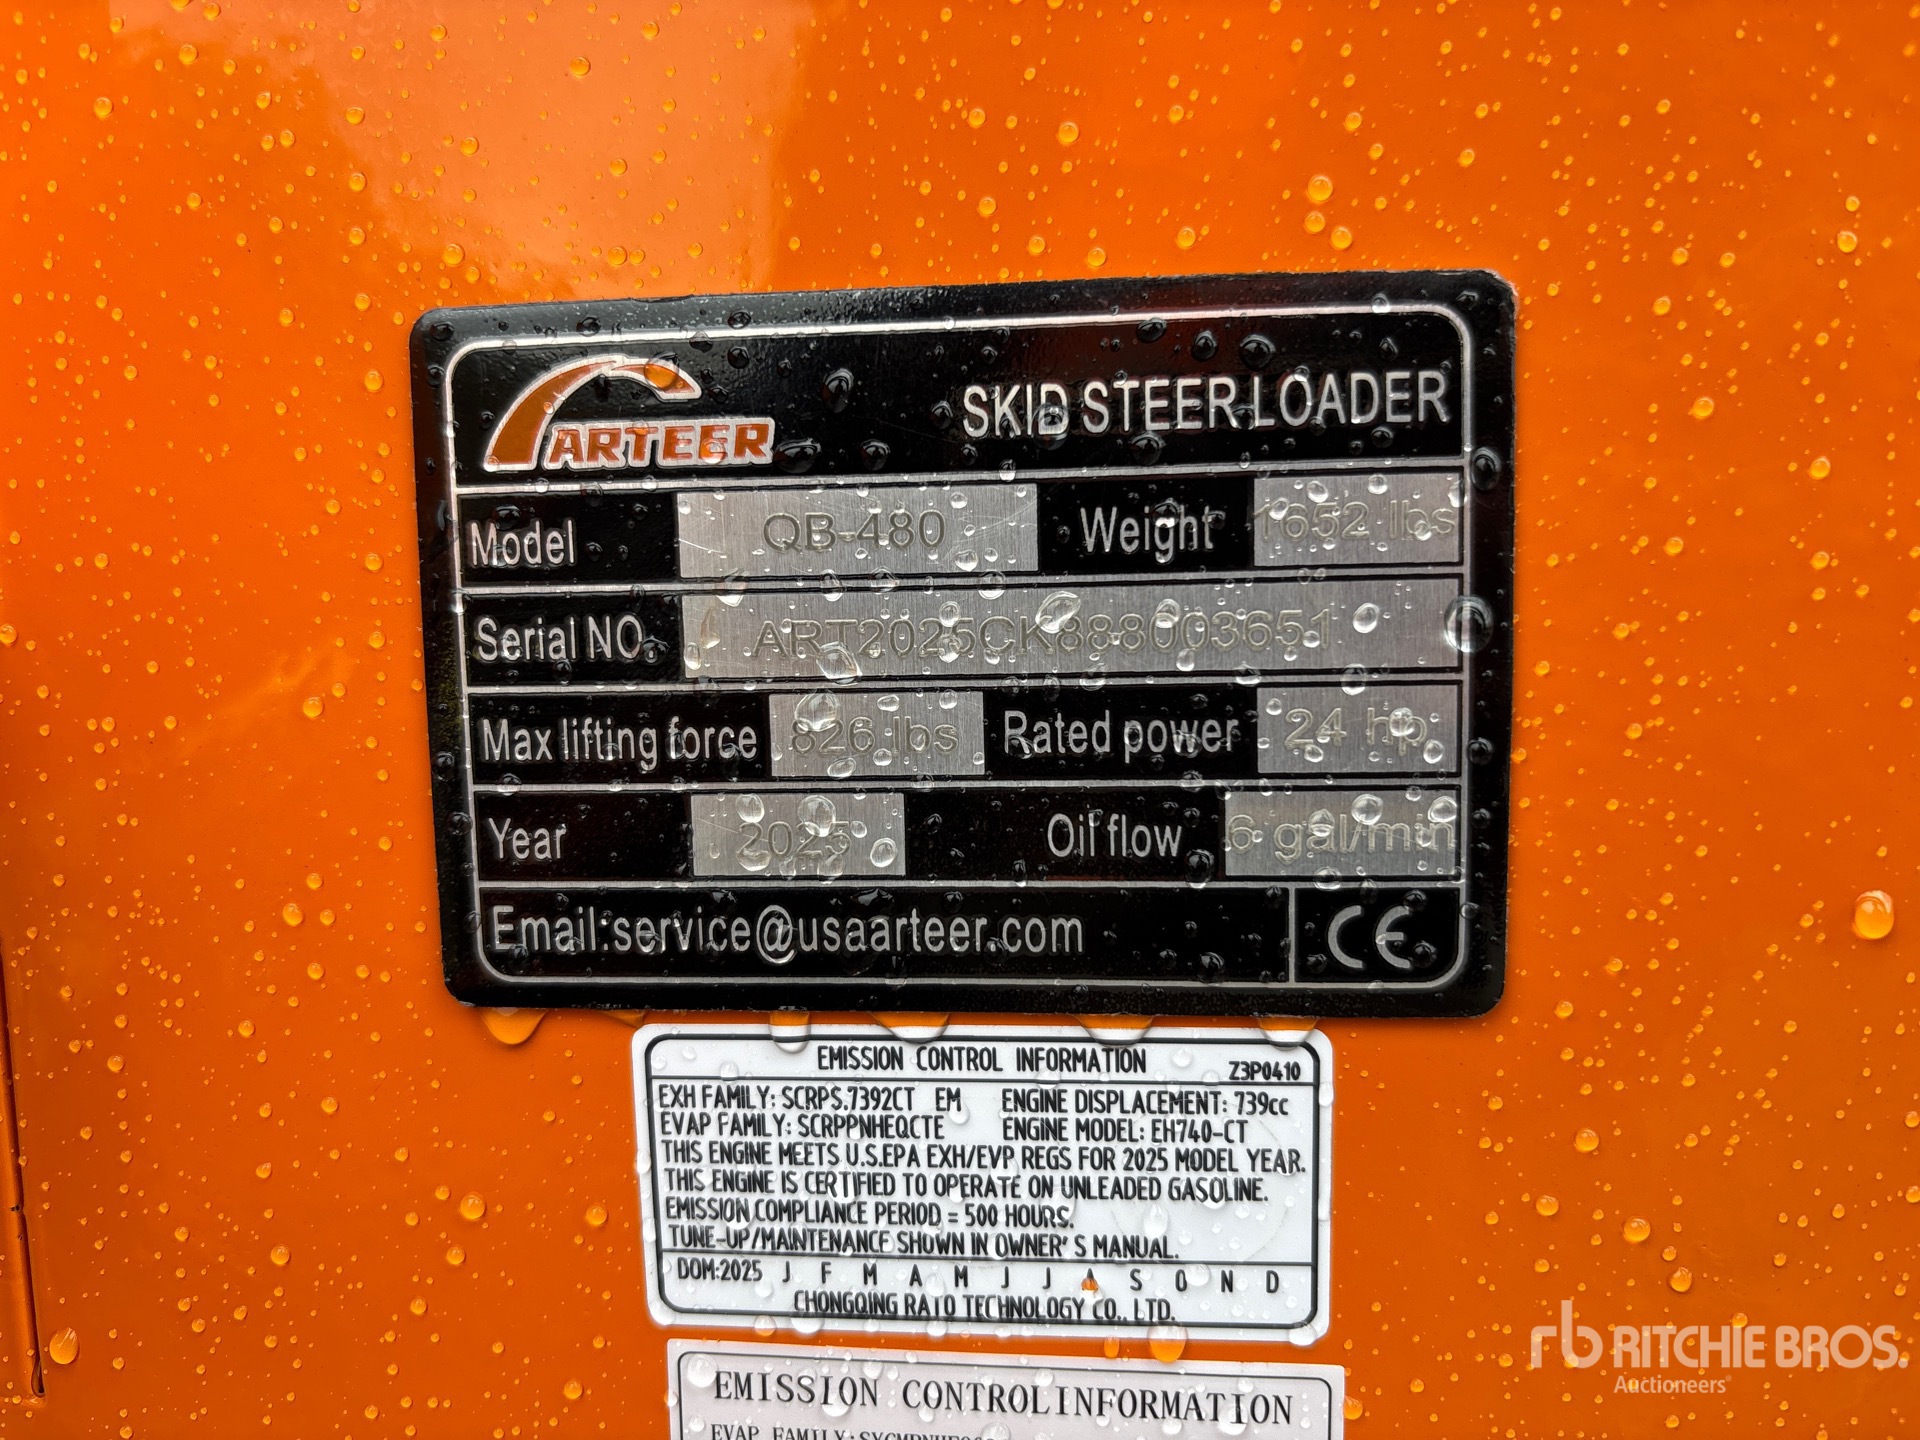 ARTEER SKID STEER LOADER
Model QB-480 Weight 1652 lbs
Serial NO. ART2025CK888003651
Max lifting force 826 lbs Rated power 24 hp
Year 2025 Oil flow 6 gal/min
Email:service@usaarteer.com CE
EMISSION CONTROL INFORMATION Z3P0410
EXH FAMILY: SCRPS.7392CT EM ENGINE DISPLACEMENT: 739cc
EVAP FAMILY: SCRPPNHEQCTE ENGINE MODEL: EH740-CT
THIS ENGINE MEETS U.S.EPA EXH/EVP REGS FOR 2025 MODEL YEAR.
THIS ENGINE IS CERTIFIED TO OPERATE ON UNLEADED GASOLINE.
EMISSION COMPLIANCE PERIOD = 500 HOURS.
TUNE-UP/MAINTENANCE SHOWN IN OWNER' S MANUAL.
DOM:2025 J F M A M J J A S O N D
CHONGQING RATO TECHNOLOGY CO., LTD.
EMISSION CONTROL INFORMATION
EVAP FAMILY:
rb RITCHIE BROS.
Auctioneers